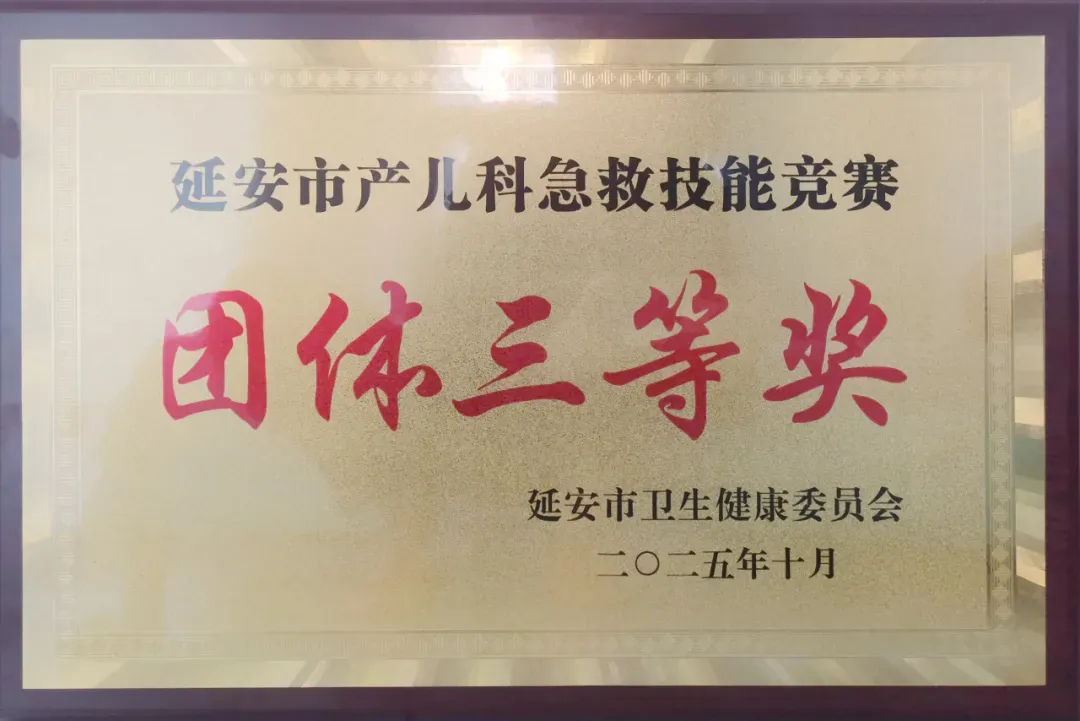 延安市产儿科急救技能竞赛
团体三等奖
延安市卫生健康委员会
二〇二五年十月